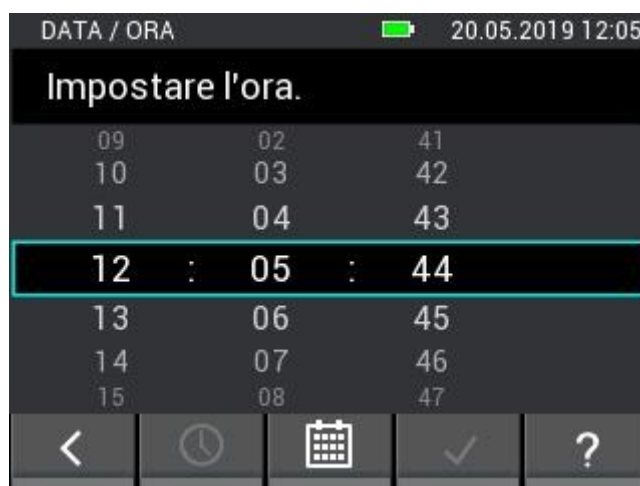 DATA / ORA 20.05.2019 12:05
Impostare l'ora.
09 02 41
10 03 42
11 04 43
12 : 05 : 44
13 06 45
14 07 46
15 08 47
?